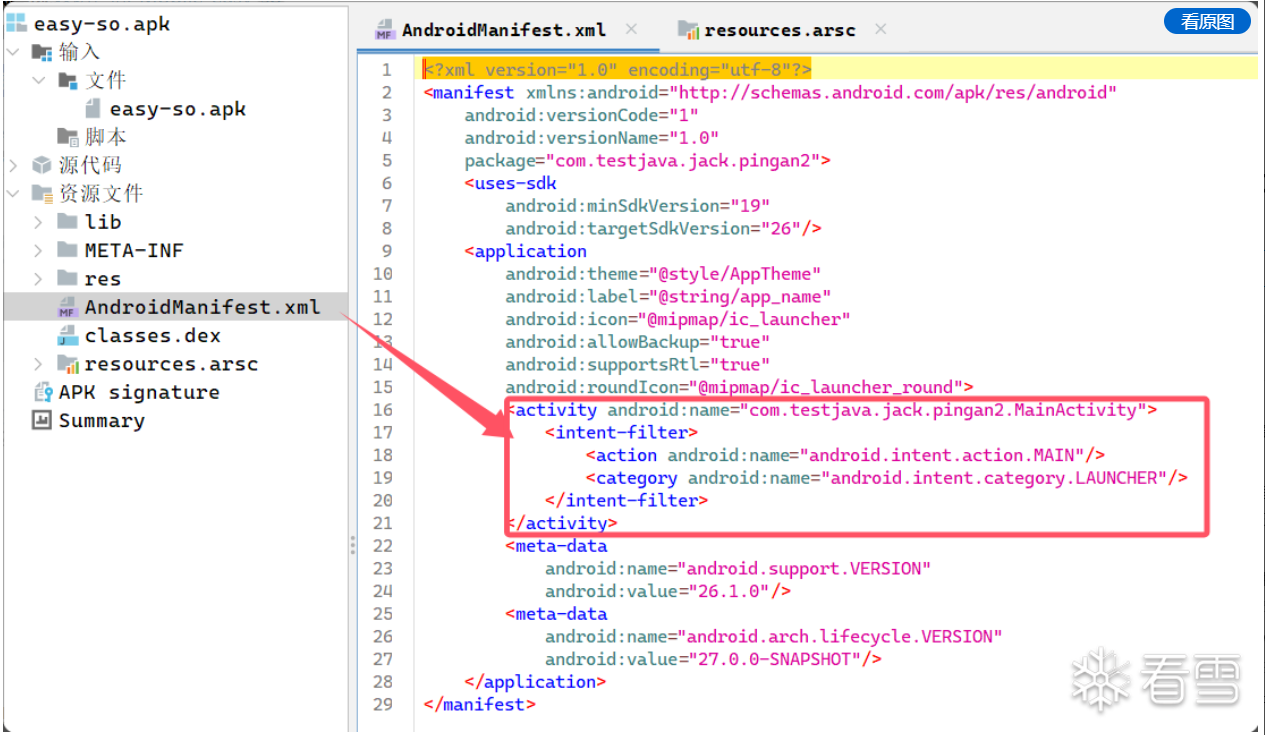 easy-so.apk
输入
文件
easy-so.apk
脚本
源代码
资源文件
lib
META-INF
res
AndroidManifest.xml
classes.dex
resources.arsc
APK signature
Summary
AndroidManifest.xml
resources.arsc
看原图
1 <?xml version="1.0" encoding="utf-8"?>
2 <manifest xmlns:android="http://schemas.android.com/apk/res/android"
3 android:versionCode="1"
4 android:versionName="1.0"
5 package="com.testjava.jack.pingan2">
6 <uses-sdk
7 android:minSdkVersion="19"
8 android:targetSdkVersion="26"/>
9 <application
10 android:theme="@style/AppTheme"
11 android:label="@string/app_name"
12 android:icon="@mipmap/ic_launcher"
13 android:allowBackup="true"
14 android:supportsRtl="true"
15 android:roundIcon="@mipmap/ic_launcher_round">
16 <activity android:name="com.testjava.jack.pingan2.MainActivity">
17 <intent-filter>
18 <action android:name="android.intent.action.MAIN"/>
19 <category android:name="android.intent.category.LAUNCHER"/>
20 </intent-filter>
21 </activity>
22 <meta-data
23 android:name="android.support.VERSION"
24 android:value="26.1.0"/>
25 <meta-data
26 android:name="android.arch.lifecycle.VERSION"
27 android:value="27.0.0-SNAPSHOT"/>
28 </application>
29 </manifest>
看雪